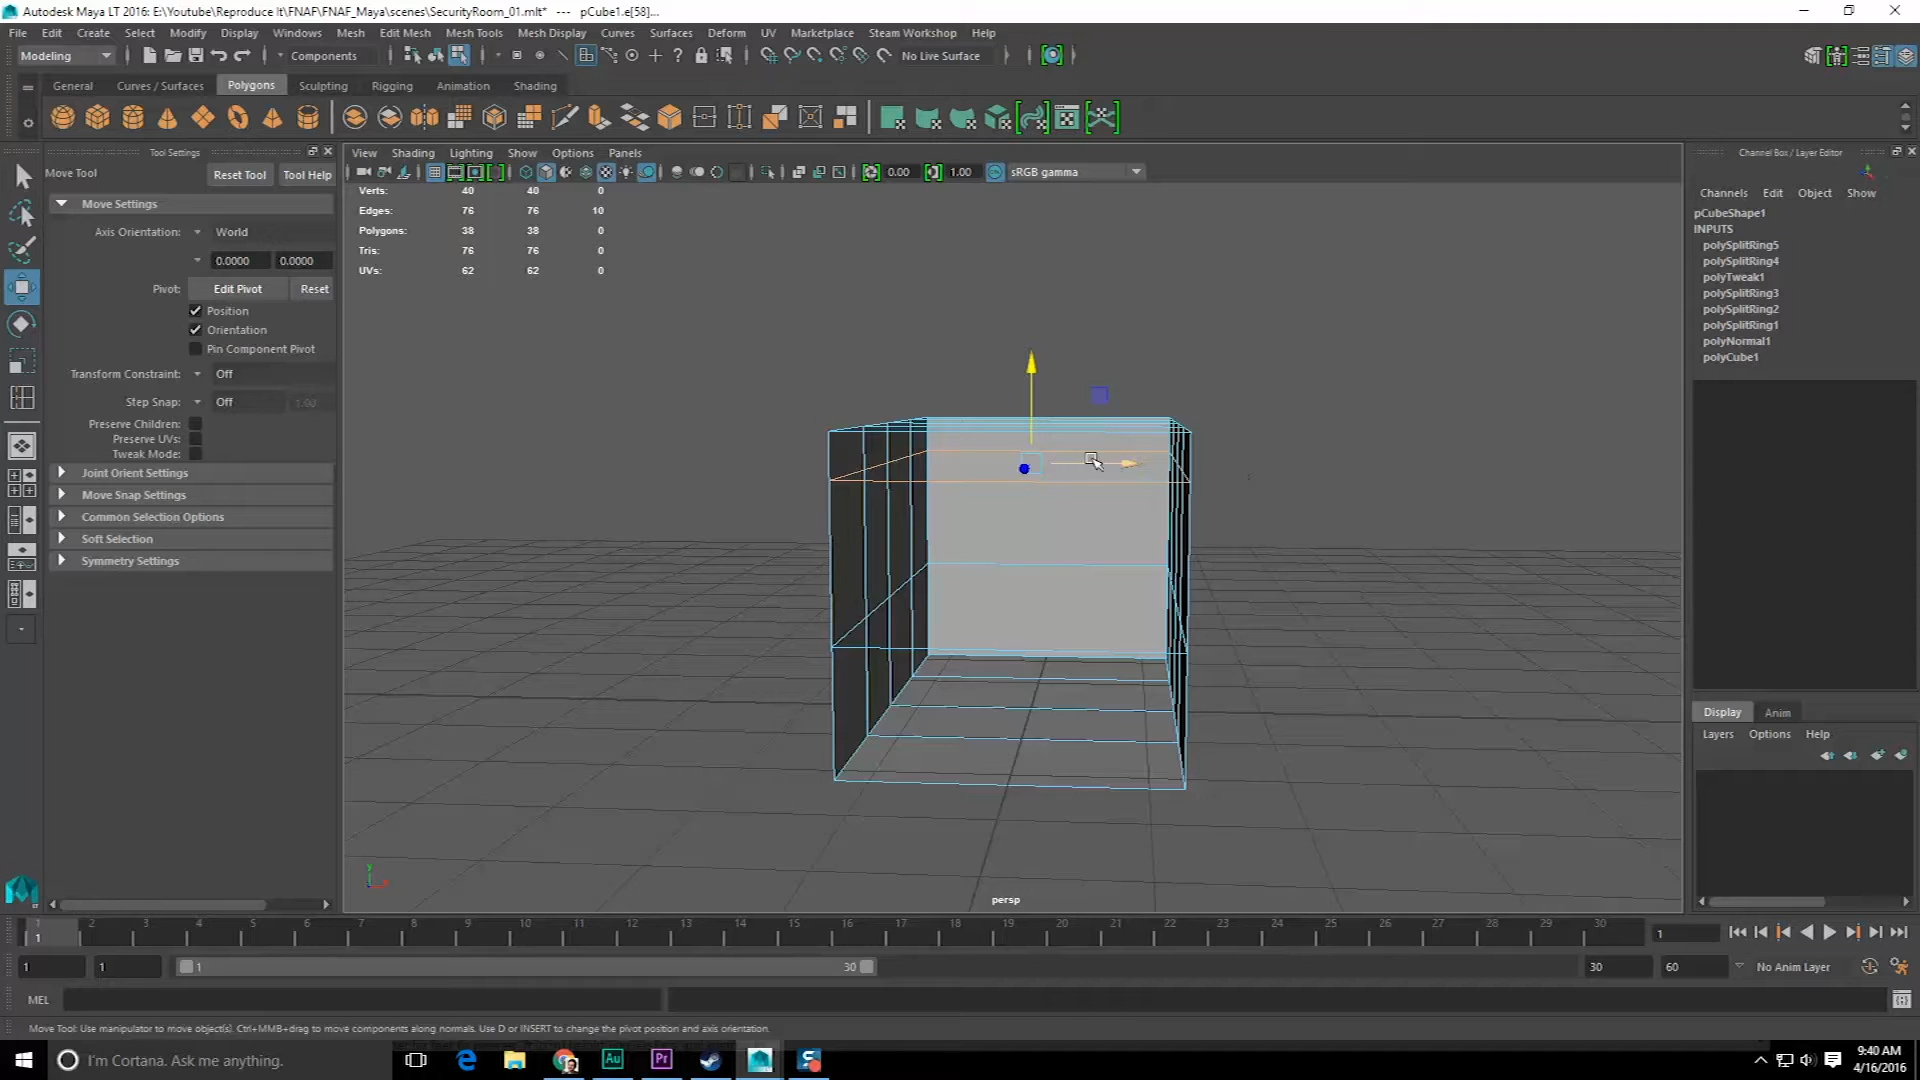 Autodesk Maya LT 2016: E:\Youtube\Reproduce It\FNAF\FNAF_Maya\scenes\SecurityRoom_01.mlt* --- pCube1.e[58]...
File Edit Create Select Modify Display Windows Mesh Edit Mesh Mesh Tools Mesh Display Curves Surfaces Deform UV Marketplace Steam Workshop Help
Modeling Components No Live Surface
General Curves / Surfaces Polygons Sculpting Rigging Animation Shading
Tool Settings
Move Tool Reset Tool Tool Help
Move Settings
Axis Orientation: World
0.0000 0.0000
Pivot: Edit Pivot Reset
Position
Orientation
Pin Component Pivot
Transform Constraint: Off
Step Snap: Off 1.00
Preserve Children:
Preserve UVs:
Tweak Mode:
Joint Orient Settings
Move Snap Settings
Common Selection Options
Soft Selection
Symmetry Settings
View Shading Lighting Show Options Panels
0.00 1.00 sRGB gamma
Verts: 40 40 0
Edges: 76 76 10
Polygons: 38 38 0
Tris: 76 76 0
UVs: 62 62 0
persp
Channel Box / Layer Editor
Channels Edit Object Show
pCubeShape1
INPUTS
polySplitRing5
polySplitRing4
polyTweak1
polySplitRing3
polySplitRing2
polySplitRing1
polyNormal1
polyCube1
Display Anim
Layers Options Help
1 2 3 4 5 6 7 8 9 10 11 12 13 14 15 16 17 18 19 20 21 22 23 24 25 26 27 28 29 30
1 1
1 1 1 30 30 60 No Anim Layer
MEL
Move Tool: Use manipulator to move object(s). Ctrl+MMB+drag to move components along normals. Use D or INSERT to change the pivot position and axis orientation.
I'm Cortana. Ask me anything.
Au Pr
9:40 AM
4/16/2016